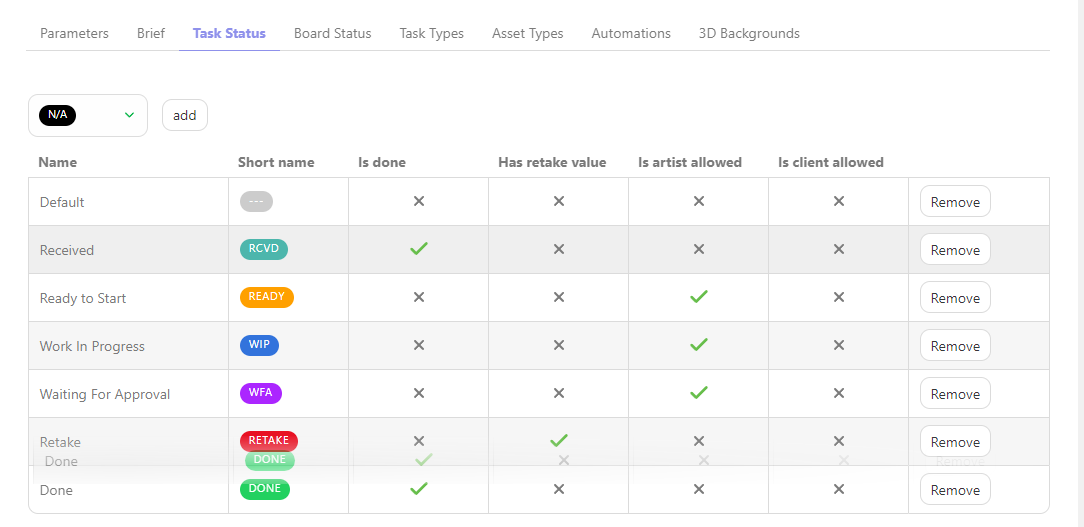 Parameters Brief Task Status Board Status Task Types Asset Types Automations 3D Backgrounds
N/A add
Name Short name Is done Has retake value Is artist allowed Is client allowed
Default --- Remove
Received RCVD Remove
Ready to Start READY Remove
Work In Progress WIP Remove
Waiting For Approval WFA Remove
Retake RETAKE Remove
Done DONE Remove
Done DONE Remove